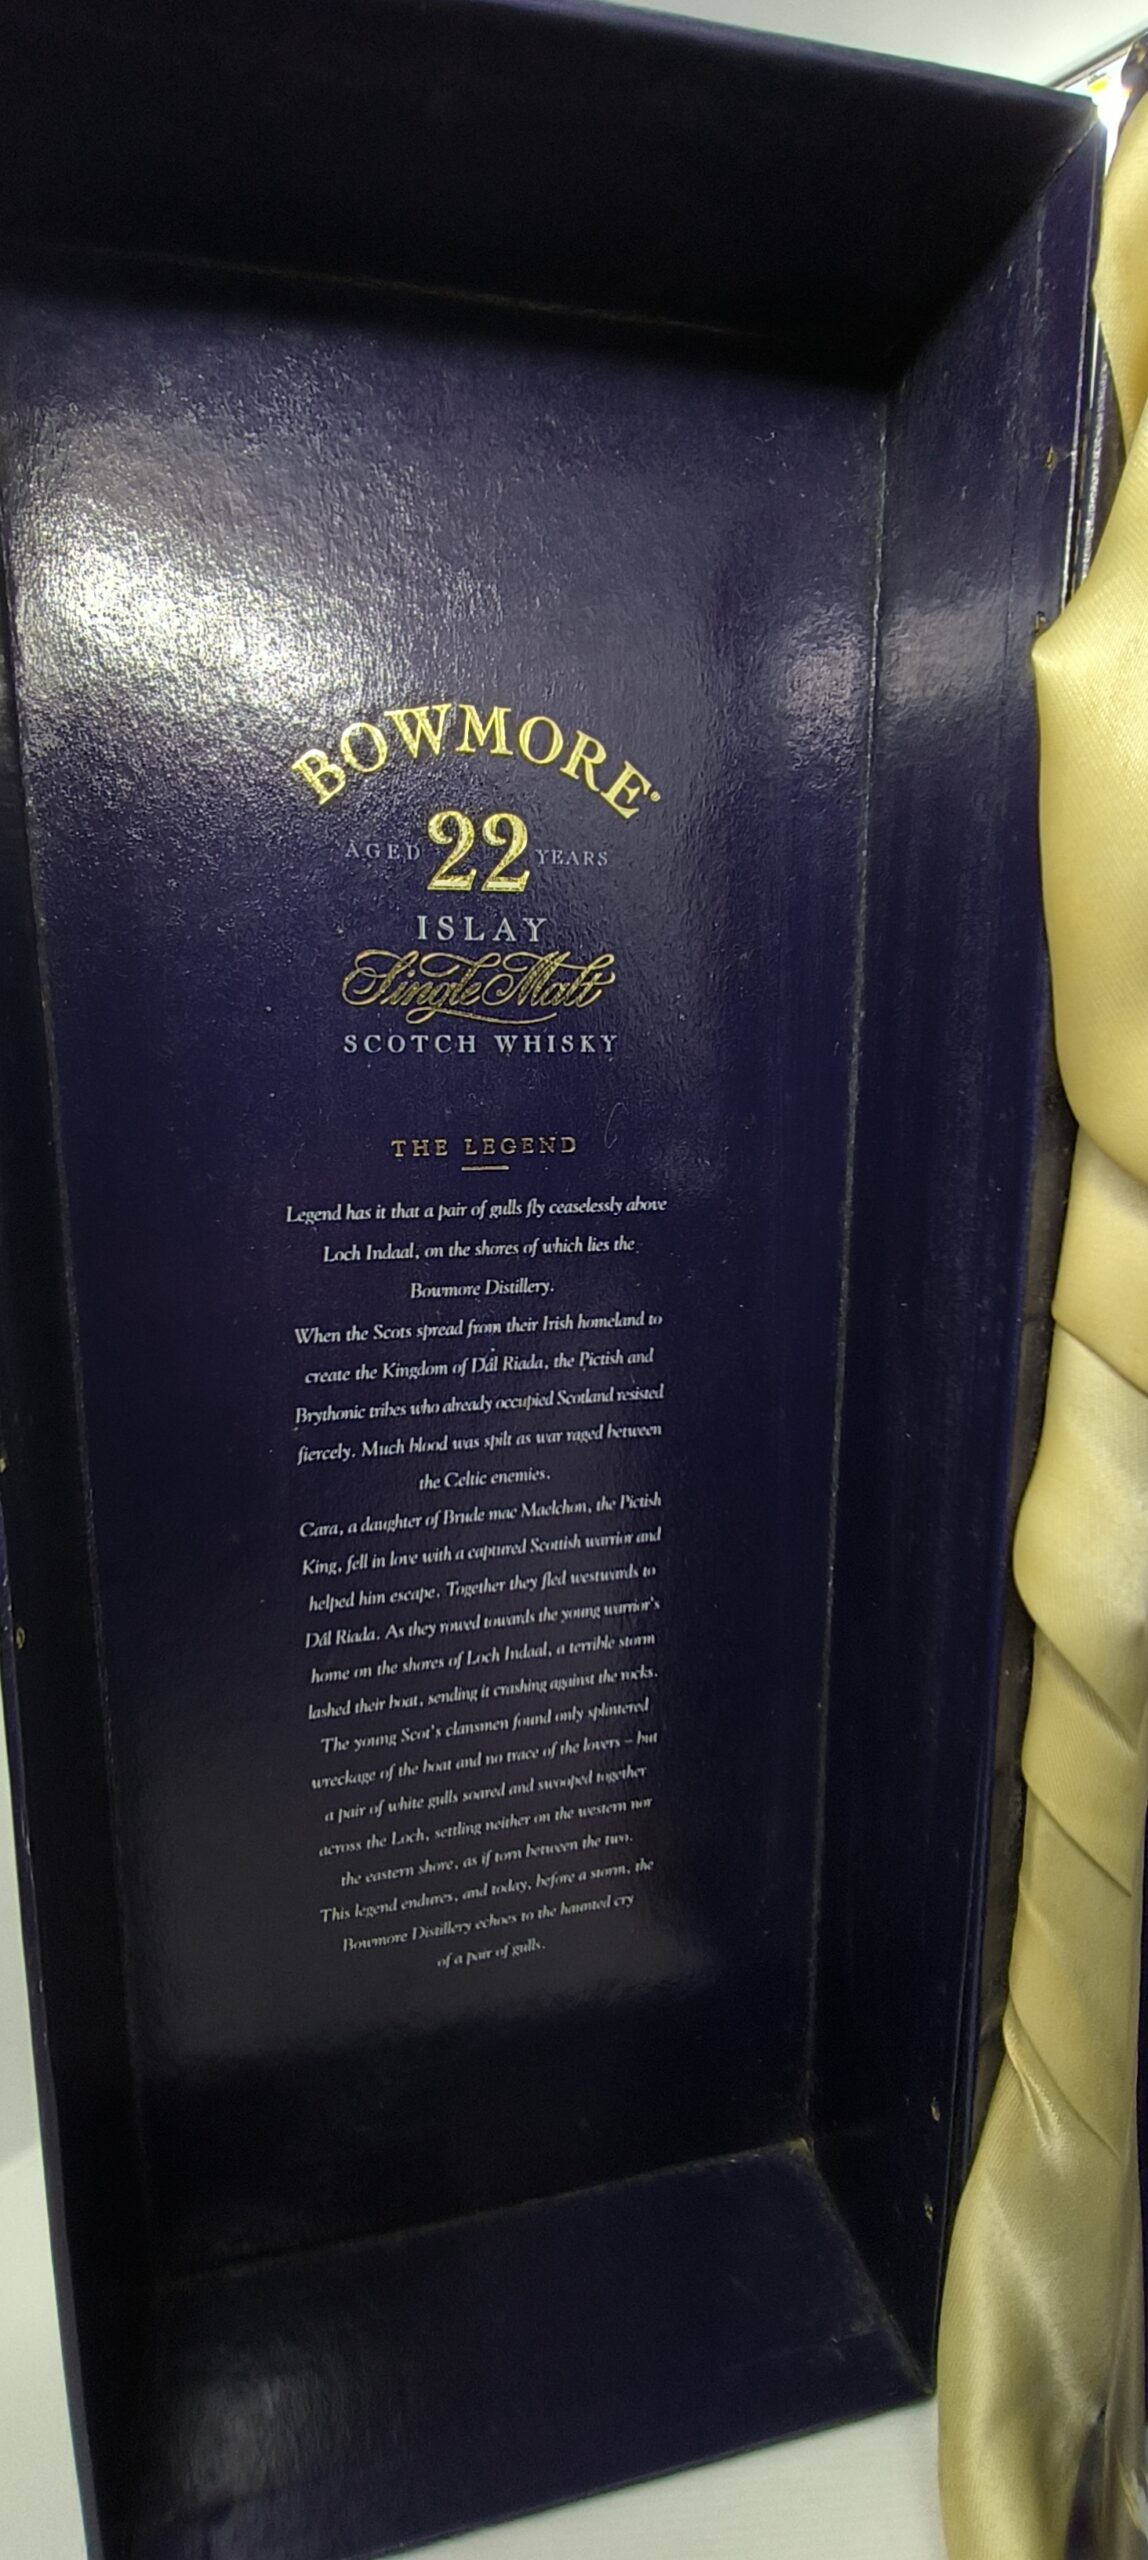 BOWMORE®
AGED 22 YEARS
ISLAY
Single Malt
SCOTCH WHISKY
THE LEGEND
Legend has it that a pair of gulls fly ceaselessly above
Loch Indaal, on the shores of which lies the
Bowmore Distillery.
When the Scots spread from their Irish homeland to
create the Kingdom of Dál Riada, the Pictish and
Brythonic tribes who already occupied Scotland resisted
fiercely. Much blood was spilt as war raged between
the Celtic enemies.
Cara, a daughter of Brude mac Maelchon, the Pictish
King, fell in love with a captured Scottish warrior and
helped him escape. Together they fled westwards to
Dál Riada. As they rowed towards the young warrior's
home on the shores of Loch Indaal, a terrible storm
lashed their boat, sending it crashing against the rocks.
The young Scot's clansmen found only splintered
wreckage of the boat and no trace of the lovers – but
a pair of white gulls soared and swooped together
across the Loch, settling neither on the western nor
the eastern shore, as if torn between the two.
This legend endures, and today, before a storm, the
Bowmore Distillery echoes to the haunted cry
of a pair of gulls.